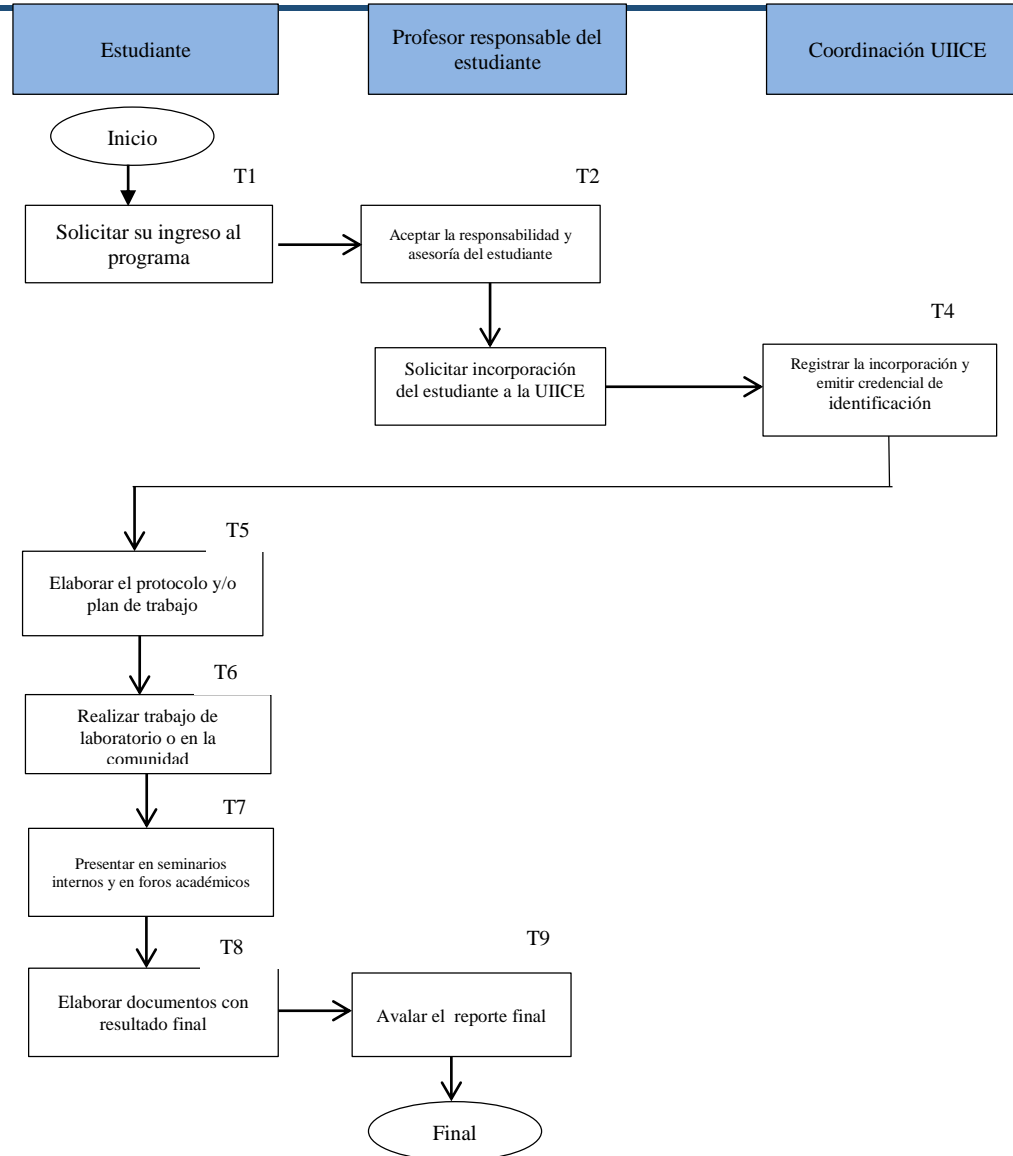 Estudiante
Profesor responsable del
estudiante
Coordinación UIICE
Inicio
T1
Solicitar su ingreso al
programa
T2
Aceptar la responsabilidad y
asesoría del estudiante
Solicitar incorporación
del estudiante a la UIICE
T4
Registrar la incorporación y
emitir credencial de
identificación
T5
Elaborar el protocolo y/o
plan de trabajo
T6
Realizar trabajo de
laboratorio o en la
comunidad
T7
Presentar en seminarios
internos y en foros académicos
T8
Elaborar documentos con
resultado final
T9
Avalar el  reporte final
Final